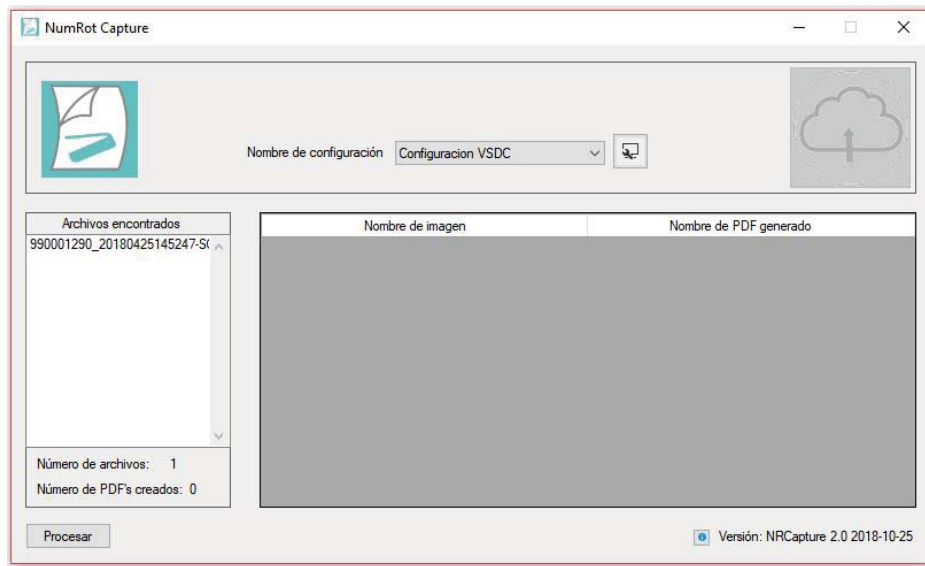 NumRot Capture
Nombre de configuración
Configuracion VSDC
Archivos encontrados
990001290_20180425145247-S
Nombre de imagen
Nombre de PDF generado
Número de archivos: 1
Número de PDF's creados: 0
Procesar
Versión: NRCapture 2.0 2018-10-25